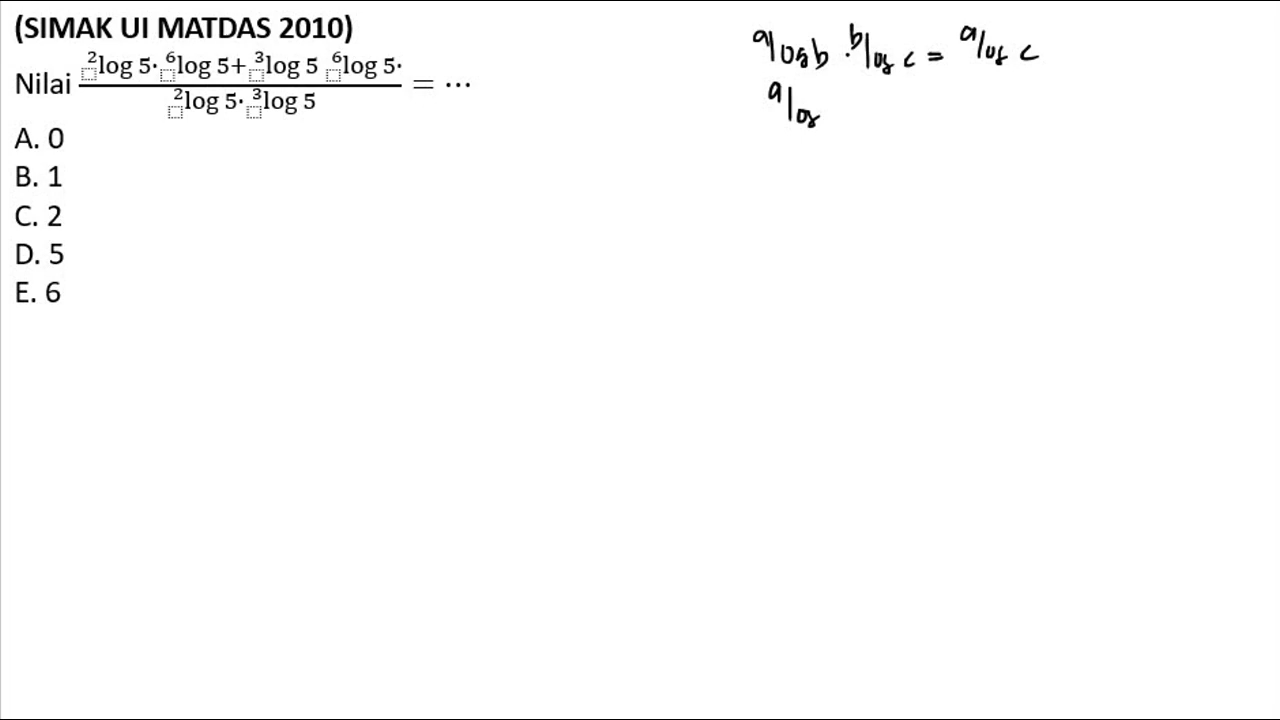 (SIMAK UI MATDAS 2010)
Nilai (²log 5·⁶log 5+³log 5 ⁶log 5·)/(²log 5·³log 5) = ⋯
A. 0
B. 1
C. 2
D. 5
E. 6
ᵃlog b · ᵇlog c = ᵃlog c
ᵃlog